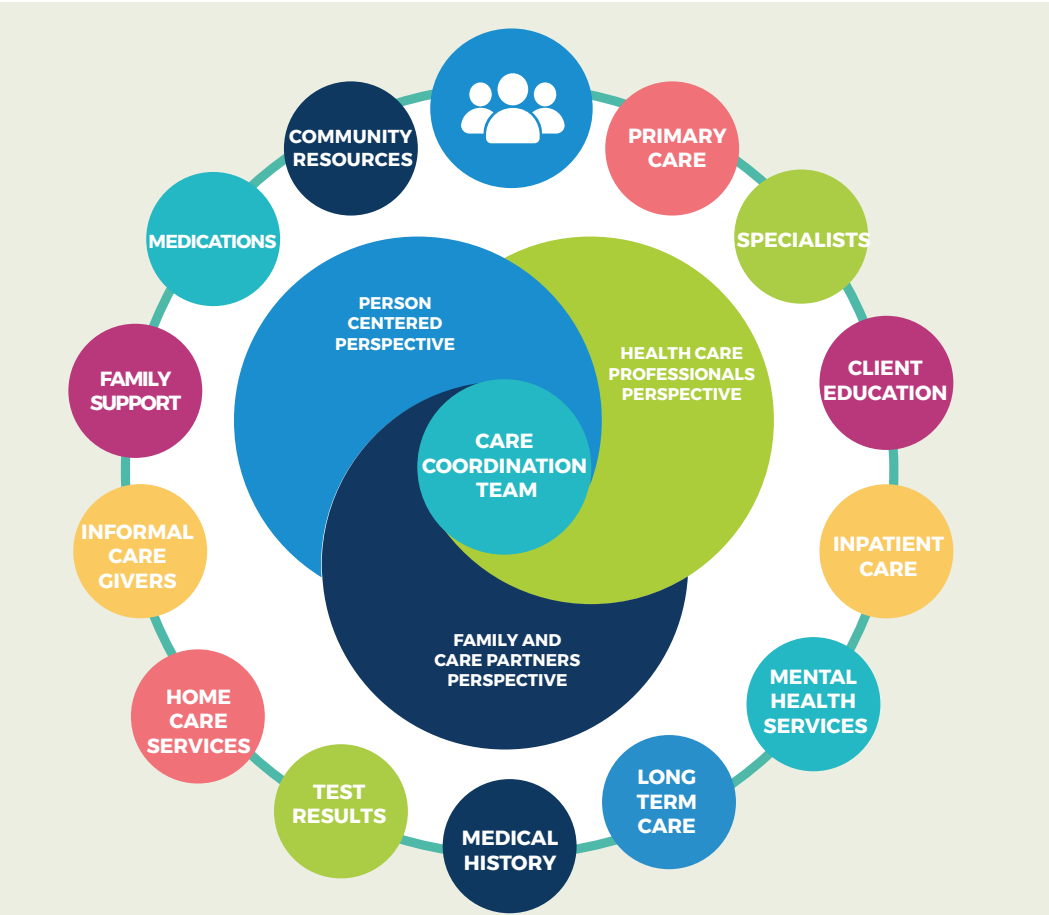 COMMUNITY
RESOURCES
PRIMARY
CARE
SPECIALISTS
CLIENT
EDUCATION
INPATIENT
CARE
MENTAL
HEALTH
SERVICES
LONG
TERM
CARE
MEDICAL
HISTORY
TEST
RESULTS
HOME
CARE
SERVICES
INFORMAL
CARE
GIVERS
FAMILY
SUPPORT
MEDICATIONS
PERSON
CENTERED
PERSPECTIVE
HEALTH CARE
PROFESSIONALS
PERSPECTIVE
CARE
COORDINATION
TEAM
FAMILY AND
CARE PARTNERS
PERSPECTIVE